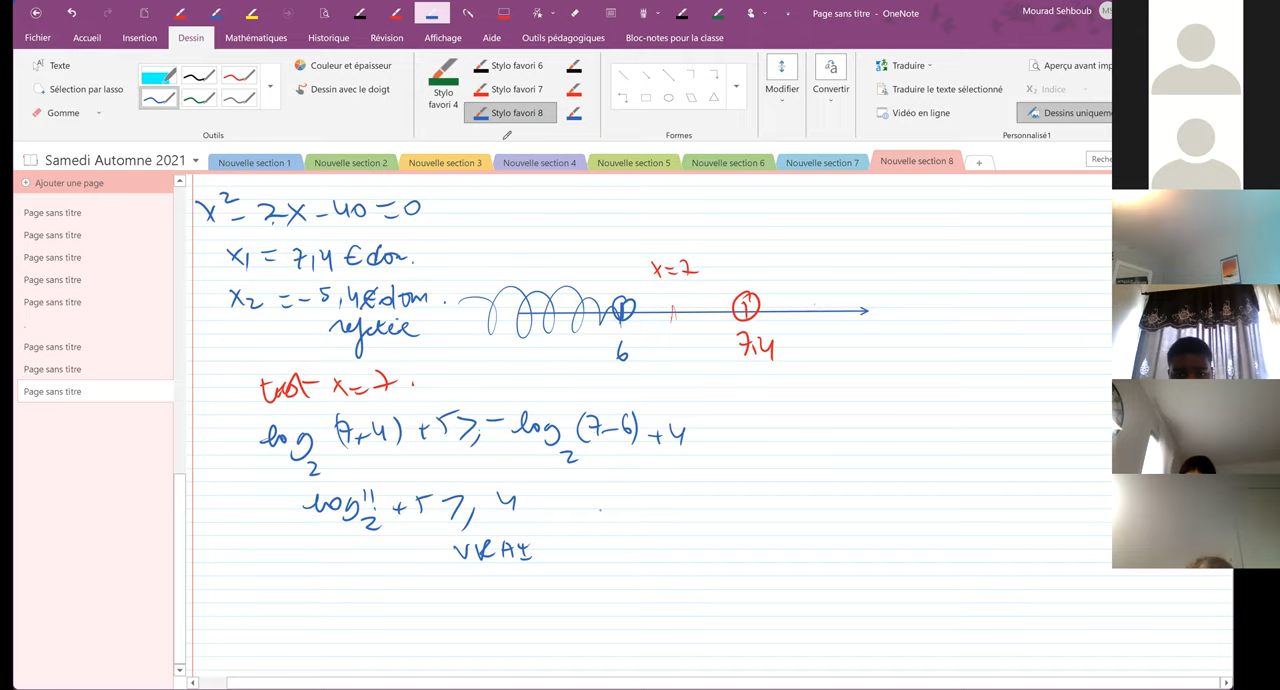 Page sans titre - OneNote
Mourad Sehboub
Fichier Accueil Insertion Dessin Mathématiques Historique Révision Affichage Aide Outils pédagogiques Bloc-notes pour la classe
Texte
Sélection par lasso
Gomme
Outils
Couleur et épaisseur
Dessin avec le doigt
Stylo favori 4
Stylo favori 6
Stylo favori 7
Stylo favori 8
Formes
Modifier
Convertir
Traduire
Traduire le texte sélectionné
Vidéo en ligne
Aperçu avant imp
Indice
Dessins uniqueme
Personnalisé1
Samedi Automne 2021
Nouvelle section 1 Nouvelle section 2 Nouvelle section 3 Nouvelle section 4 Nouvelle section 5 Nouvelle section 6 Nouvelle section 7 Nouvelle section 8
Reche
Ajouter une page
Page sans titre
Page sans titre
Page sans titre
Page sans titre
Page sans titre
Page sans titre
Page sans titre
Page sans titre
x² - 2x - 40 = 0
x₁ = 7,4 ∈ dom.
x₂ = -5,4 ∉ dom.
rejetée
x=7
6
7,4
test x=7.
log₂(7+4) + 5 ≥ -log₂(7-6) + 4
log₂11 + 5 ≥ 4
VRAI